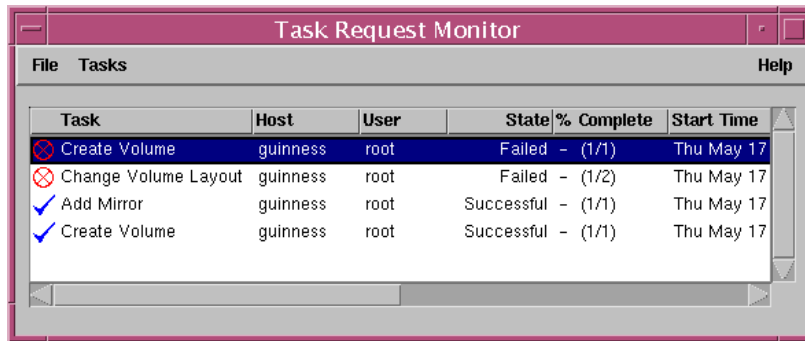 Task Request Monitor
File Tasks Help
Task Host User State % Complete Start Time
Create Volume guinness root Failed - (1/1) Thu May 17
Change Volume Layout guinness root Failed - (1/2) Thu May 17
Add Mirror guinness root Successful - (1/1) Thu May 17
Create Volume guinness root Successful - (1/1) Thu May 17